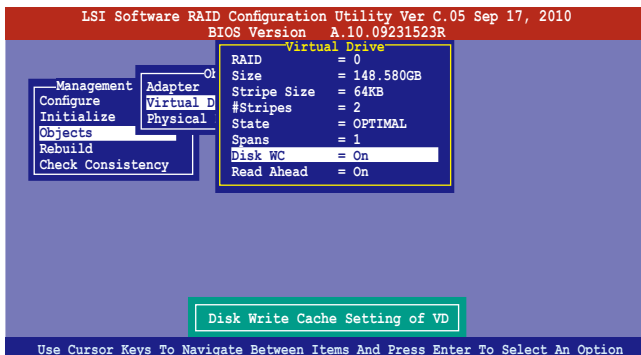 LSI Software RAID Configuration Utility Ver C.05 Sep 17, 2010
BIOS Version A.10.09231523R
Management
Configure
Initialize
Objects
Rebuild
Check Consistency
Ob
Adapter
Virtual D
Physical
Virtual Drive
RAID = 0
Size = 148.580GB
Stripe Size = 64KB
#Stripes = 2
State = OPTIMAL
Spans = 1
Disk WC = On
Read Ahead = On
Disk Write Cache Setting of VD
Use Cursor Keys To Navigate Between Items And Press Enter To Select An Option